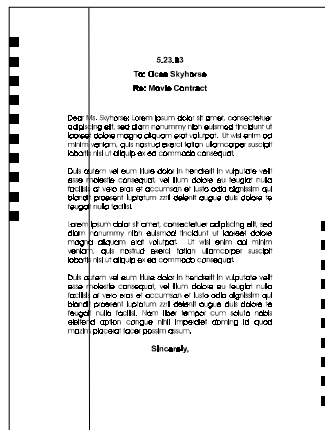 5.23.93
To: Ocean Skyhorse
Re: Movie Contract
Dear Ms. Skyhorse: Lorem ipsum dolor sit amet, consectetuer
adipiscing elit, sed diam nonummy nibh euismod tincidunt ut
laoreet dolore magna aliquam erat volutpat. Ut wisi enim ad
minim veniam, quis nostrud exerci tation ullamcorper suscipit
lobortis nisl ut aliquip ex ea commodo consequat.
Duis autem vel eum iriure dolor in hendrerit in vulputate velit
esse molestie consequat, vel illum dolore eu feugiat nulla
facilisis at vero eros et accumsan et iusto odio dignissim qui
blandit praesent luptatum zzril delenit augue duis dolore te
feugait nulla facilisi.
Lorem ipsum dolor sit amet, consectetuer adipiscing elit, sed
diam nonummy nibh euismod tincidunt ut laoreet dolore
magna aliquam erat volutpat. Ut wisi enim ad minim
veniam, quis nostrud exerci tation ullamcorper suscipit
lobortis nisl ut aliquip ex ea commodo consequat.
Duis autem vel eum iriure dolor in hendrerit in vulputate velit
esse molestie consequat, vel illum dolore eu feugiat nulla
facilisis at vero eros et accumsan et iusto odio dignissim qui
blandit praesent luptatum zzril delenit augue duis dolore te
feugait nulla facilisi. Nam liber tempor cum soluta nobis
eleifend option congue nihil imperdiet doming id quod
mazim placerat facer possim assum.
Sincerely,